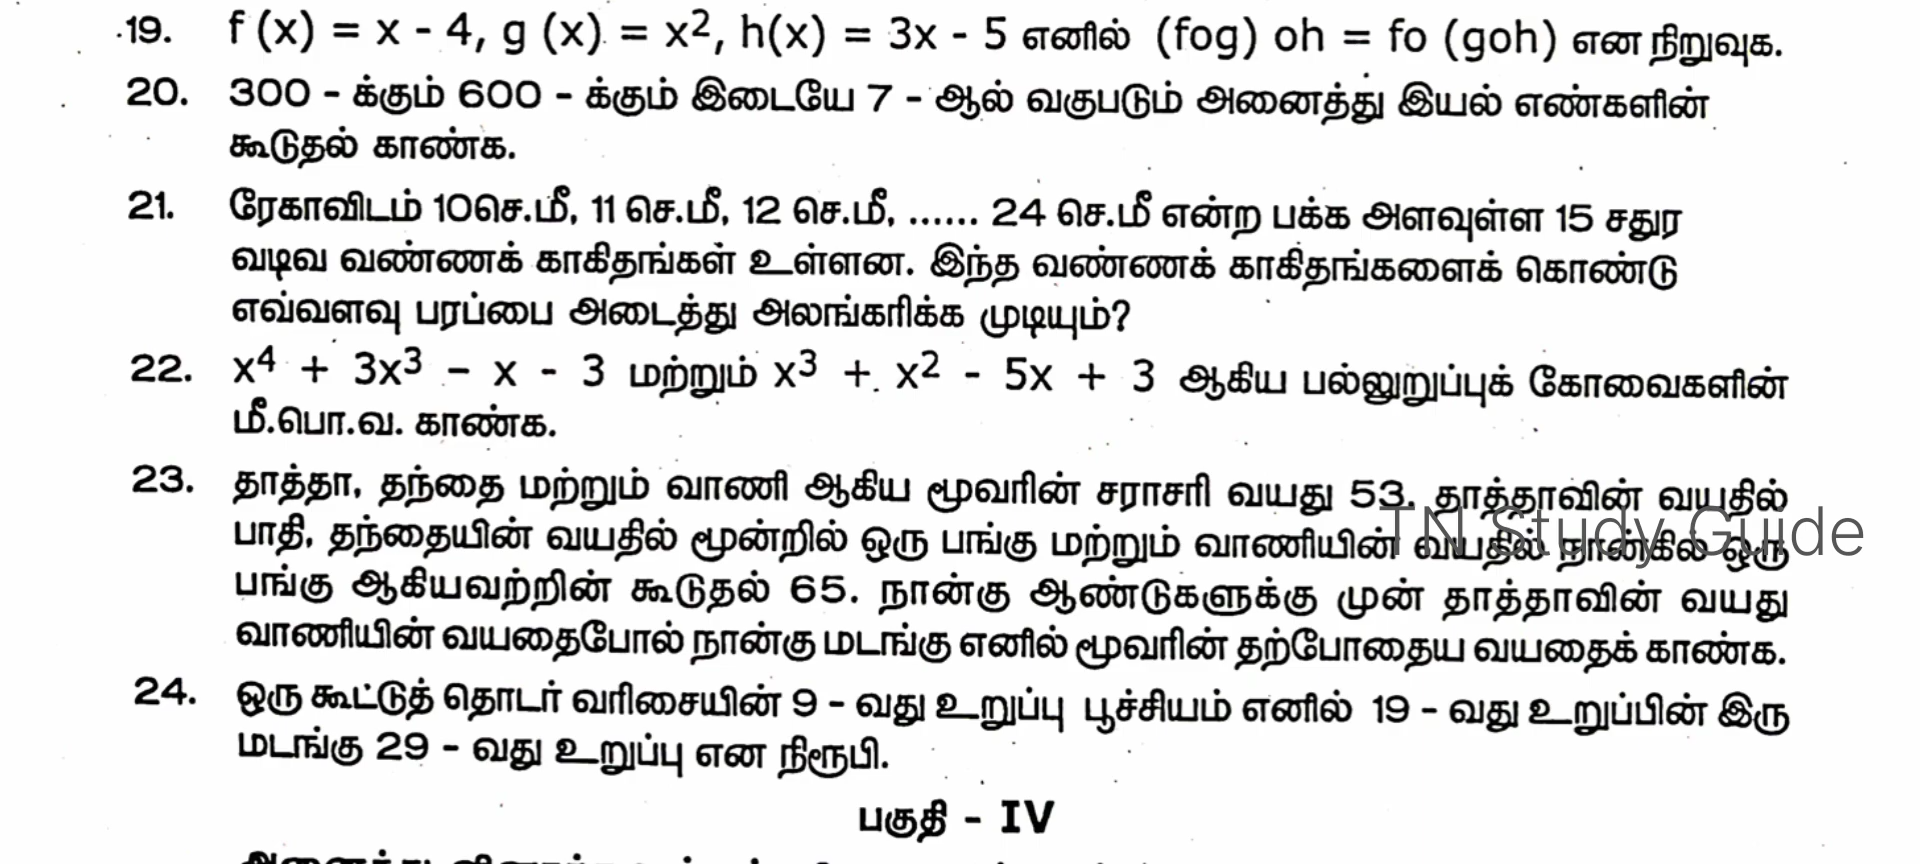 19. f (x) = x - 4, g (x) = x², h(x) = 3x - 5 எனில் (fog) oh = fo (goh) என நிறுவுக.
20. 300 - க்கும் 600 - க்கும் இடையே 7 - ஆல் வகுபடும் அனைத்து இயல் எண்களின்
கூடுதல் காண்க.
21. ரேகாவிடம் 10செ.மீ, 11 செ.மீ, 12 செ.மீ, ...... 24 செ.மீ என்ற பக்க அளவுள்ள 15 சதுர
வடிவ வண்ணக் காகிதங்கள் உள்ளன. இந்த வண்ணக் காகிதங்களைக் கொண்டு
எவ்வளவு பரப்பை அடைத்து அலங்கரிக்க முடியும்?
22. x⁴ + 3x³ - x - 3 மற்றும் x³ + x² - 5x + 3 ஆகிய பல்லுறுப்புக் கோவைகளின்
மீ.பொ.வ. காண்க.
23. தாத்தா, தந்தை மற்றும் வாணி ஆகிய மூவரின் சராசரி வயது 53. தாத்தாவின் வயதில்
பாதி, தந்தையின் வயதில் மூன்றில் ஒரு பங்கு மற்றும் வாணியின் வயதில் நான்கில் ஒரு
TN Study Guide
பங்கு ஆகியவற்றின் கூடுதல் 65. நான்கு ஆண்டுகளுக்கு முன் தாத்தாவின் வயது
வாணியின் வயதைபோல் நான்கு மடங்கு எனில் மூவரின் தற்போதைய வயதைக் காண்க.
24. ஒரு கூட்டுத் தொடர் வரிசையின் 9 - வது உறுப்பு பூச்சியம் எனில் 19 - வது உறுப்பின் இரு
மடங்கு 29 - வது உறுப்பு என நிரூபி.
பகுதி - IV